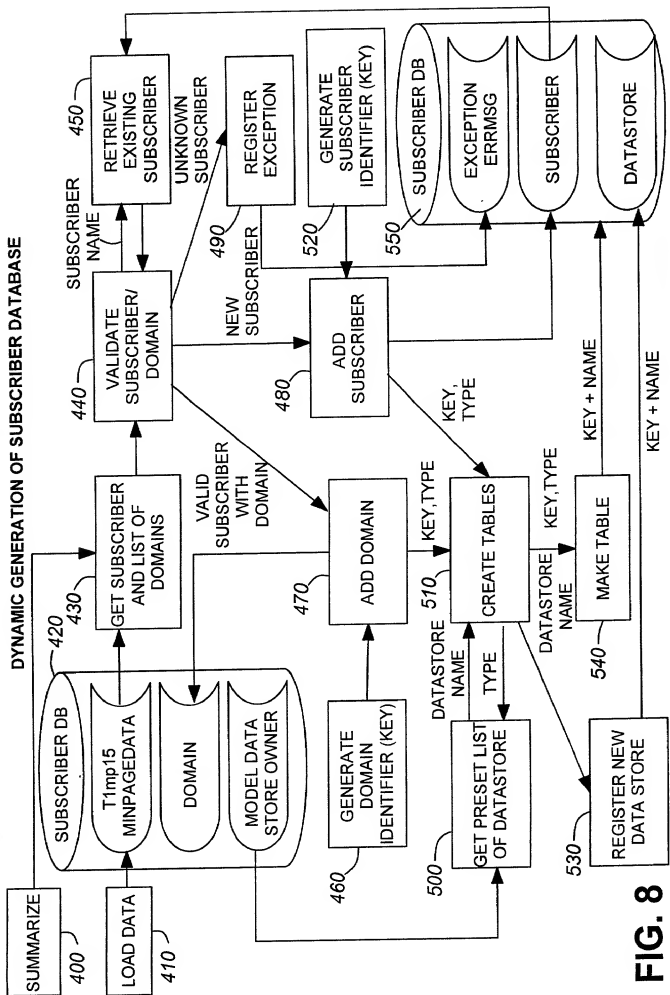 DYNAMIC GENERATION OF SUBSCRIBER DATABASE
SUMMARIZE
400
LOAD DATA
410
420
SUBSCRIBER DB
T1mp15
MINPAGEDATA
DOMAIN
MODEL DATA
STORE OWNER
430
GET SUBSCRIBER
AND LIST OF
DOMAINS
440
VALIDATE
SUBSCRIBER/
DOMAIN
SUBSCRIBER
NAME
450
RETRIEVE
EXISTING
SUBSCRIBER
UNKNOWN
SUBSCRIBER
NEW
SUBSCRIBER
VALID
SUBSCRIBER
WITH
DOMAIN
490
REGISTER
EXCEPTION
GENERATE
DOMAIN
IDENTIFIER (KEY)
460
470
ADD DOMAIN
480
ADD
SUBSCRIBER
520
GENERATE
SUBSCRIBER
IDENTIFIER (KEY)
KEY,TYPE
KEY,
TYPE
500
GET PRESET LIST
OF DATASTORE
DATASTORE
NAME
TYPE
510
CREATE TABLES
550
SUBSCRIBER DB
EXCEPTION
ERRMSG
SUBSCRIBER
DATASTORE
DATASTORE
NAME
KEY,TYPE
530
REGISTER NEW
DATA STORE
540
MAKE TABLE
KEY + NAME
KEY + NAME
FIG. 8